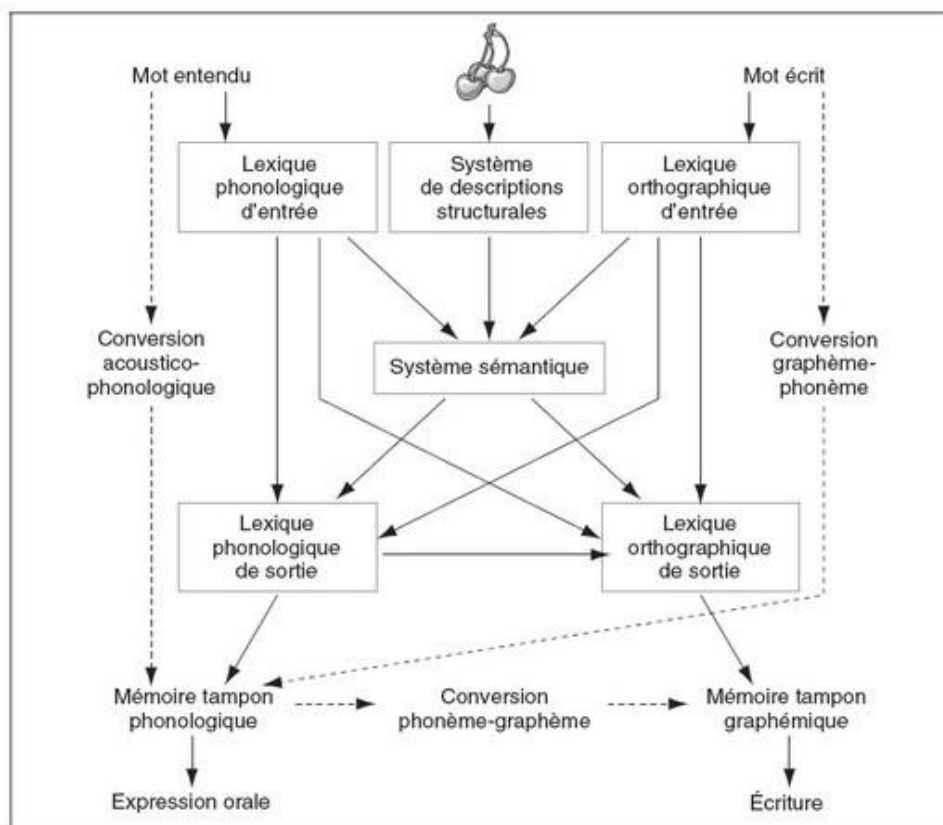 Mot entendu
Mot écrit
Lexique
phonologique
d'entrée
Système
de descriptions
structurales
Lexique
orthographique
d'entrée
Conversion
acoustico-
phonologique
Système sémantique
Conversion
graphème-
phonème
Lexique
phonologique
de sortie
Lexique
orthographique
de sortie
Mémoire tampon
phonologique
Conversion
phonème-graphème
Mémoire tampon
graphémique
Expression orale
Écriture